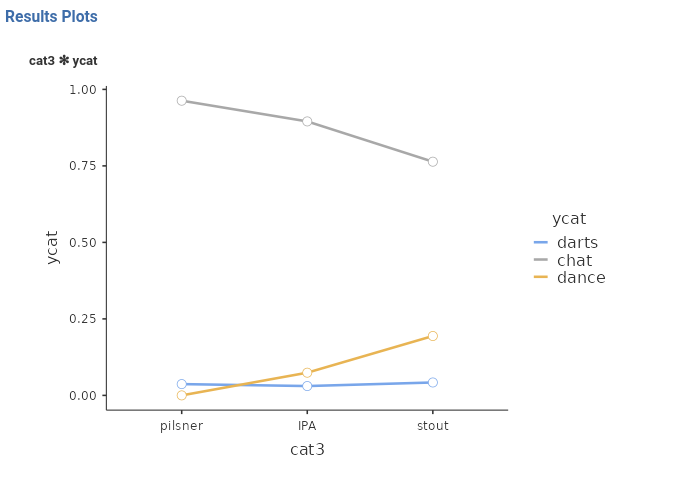 Results Plots
cat3 ✻ ycat
1.00
0.75
0.50
0.25
0.00
ycat
pilsner
IPA
stout
cat3
ycat
darts
chat
dance